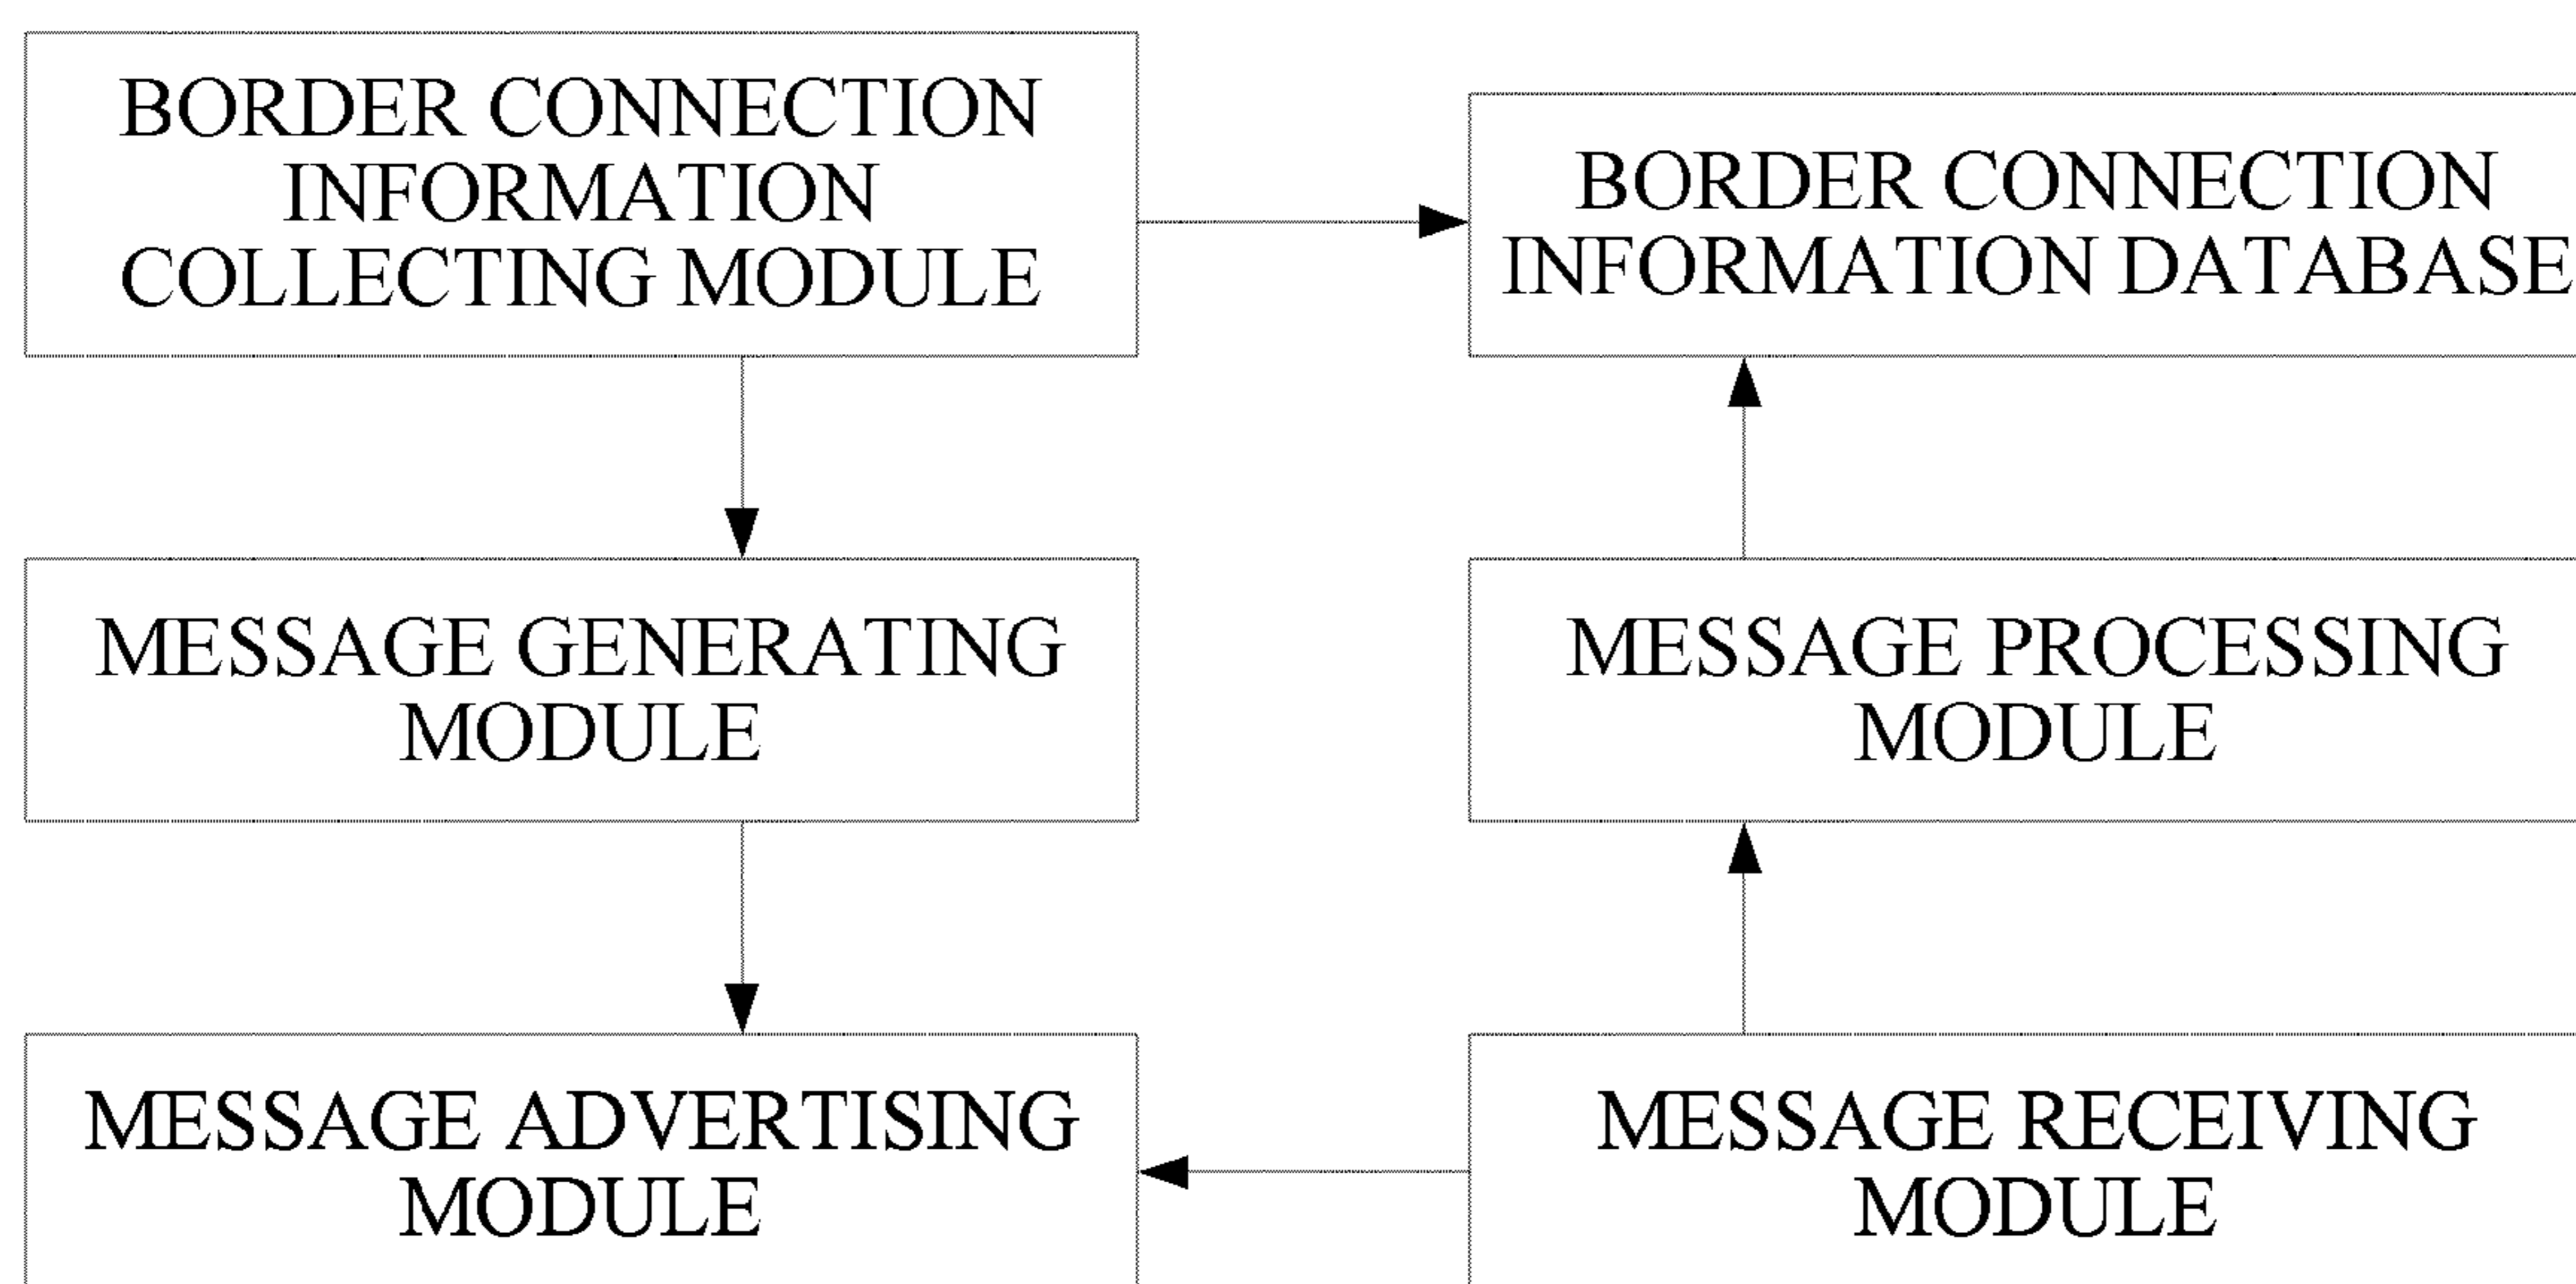 BORDER CONNECTION
INFORMATION
COLLECTING MODULE
BORDER CONNECTION
INFORMATION DATABASE
MESSAGE GENERATING
MODULE
MESSAGE PROCESSING
MODULE
MESSAGE ADVERTISING
MODULE
MESSAGE RECEIVING
MODULE